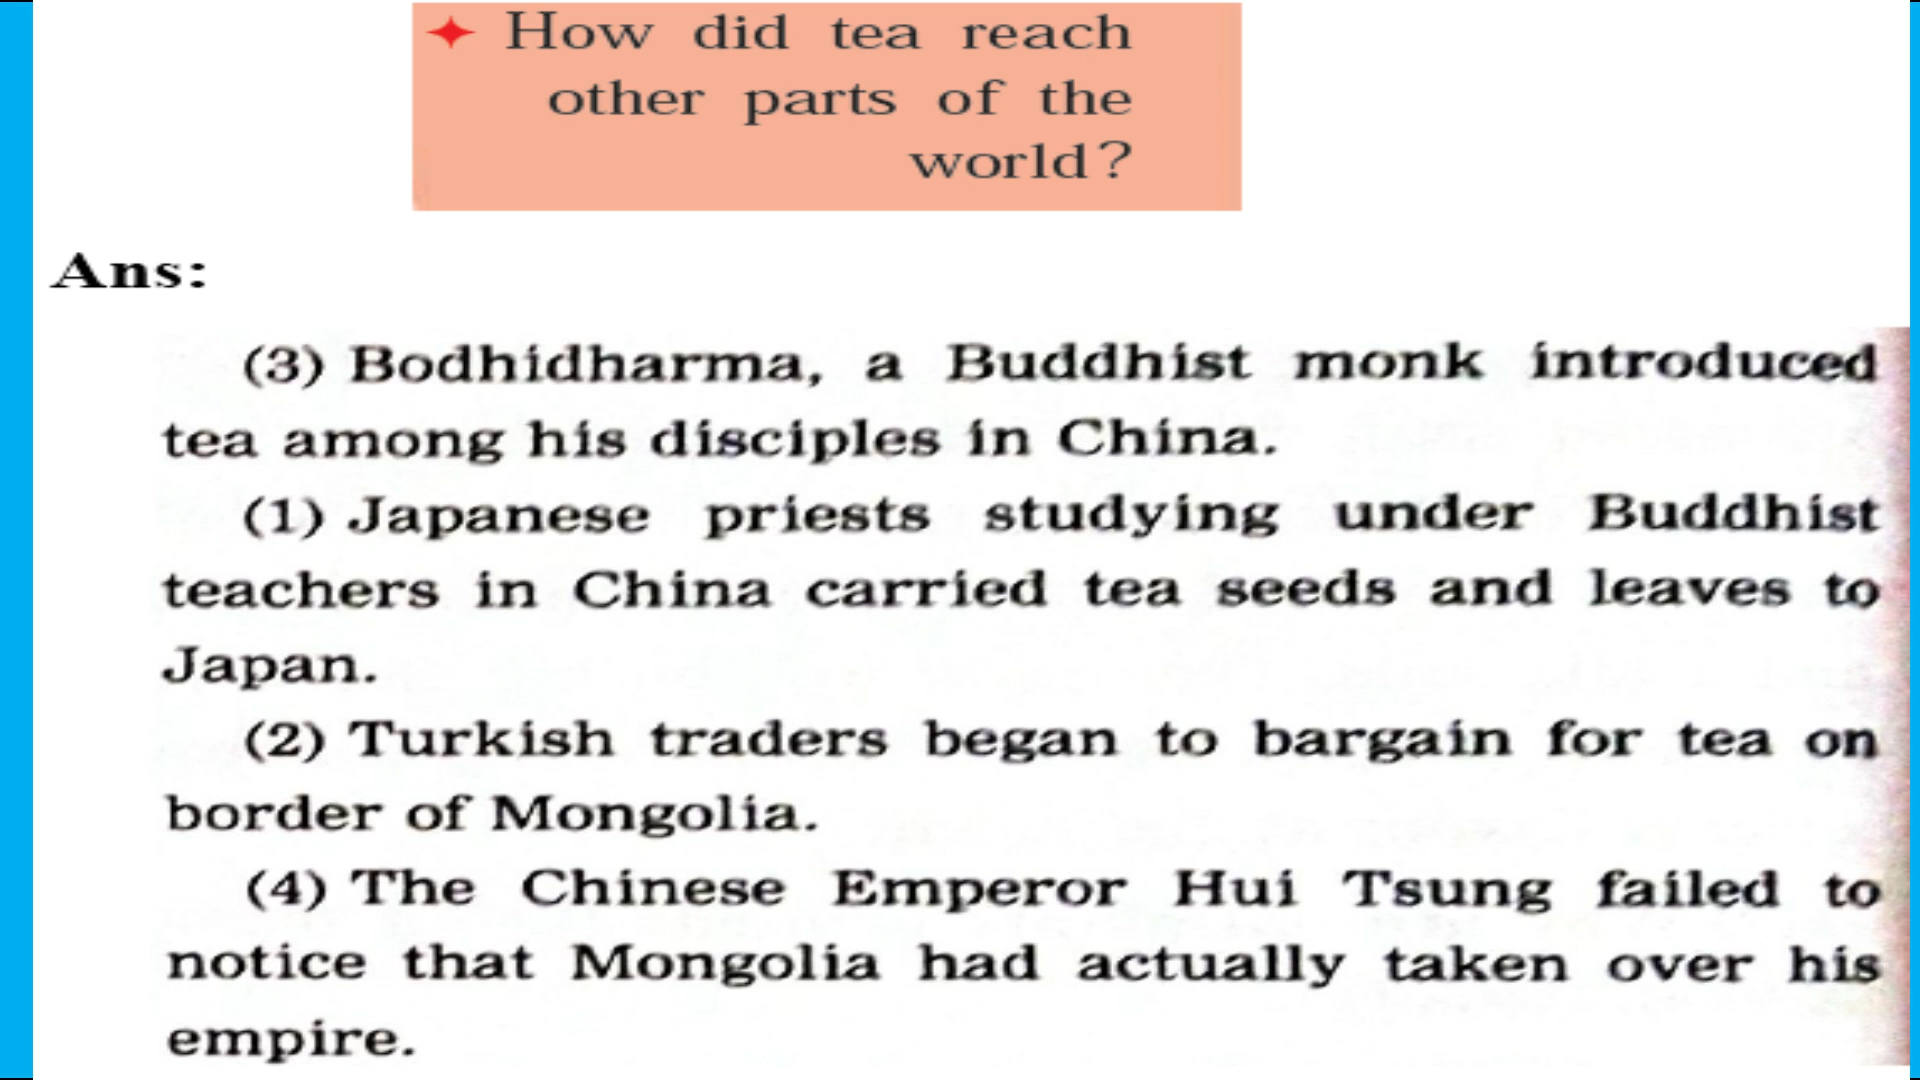 How did tea reach
other parts of the
world?
Ans:
(3) Bodhidharma, a Buddhist monk introduced
tea among his disciples in China.
(1) Japanese priests studying under Buddhist
teachers in China carried tea seeds and leaves to
Japan.
(2) Turkish traders began to bargain for tea on
border of Mongolia.
(4) The Chinese Emperor Hui Tsung failed to
notice that Mongolia had actually taken over his
empire.